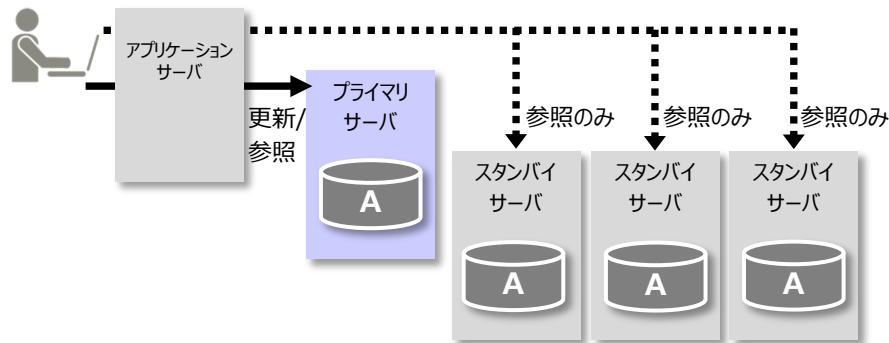 アプリケーション
サーバ
更新/
参照
プライマリ
サーバ
A
参照のみ
参照のみ
参照のみ
スタンバイ
サーバ
A
スタンバイ
サーバ
A
スタンバイ
サーバ
A